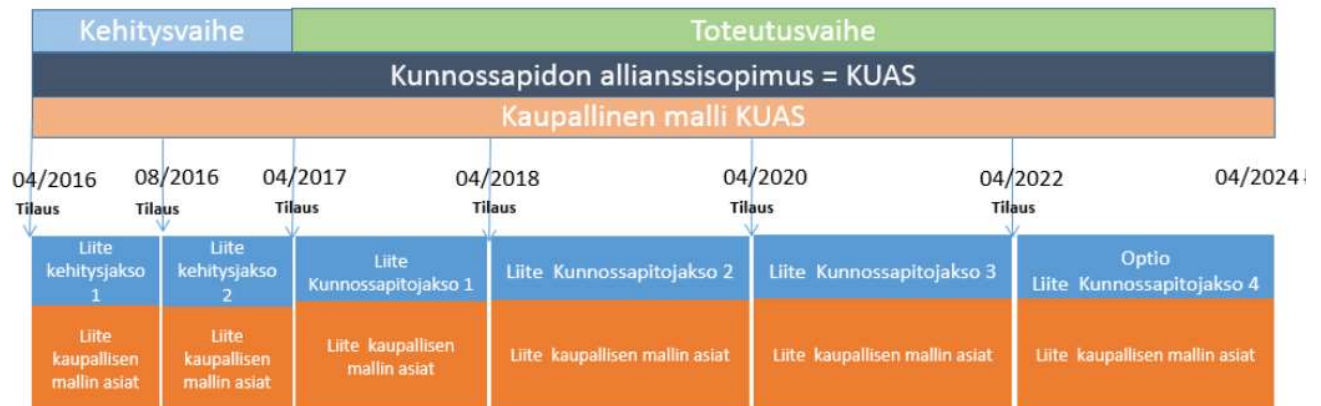 Kehitysvaihe Toteutusvaihe
Kunnossapidon allianssisopimus = KUAS
Kaupallinen malli KUAS
04/2016 08/2016 04/2017 04/2018 04/2020 04/2022 04/2024
Tilaus Tilaus Tilaus Tilaus Tilaus Tilaus
Liite
kehitysjakso
1
Liite
kehitysjakso
2
Liite
Kunnossapitojakso 1
Liite Kunnossapitojakso 2
Liite Kunnossapitojakso 3
Optio
Liite Kunnossapitojakso 4
Liite
kaupallisen
mallin asiat
Liite
kaupallisen
mallin asiat
Liite kaupallisen
mallin asiat
Liite kaupallisen mallin asiat
Liite kaupallisen mallin asiat
Liite kaupallisen mallin asiat